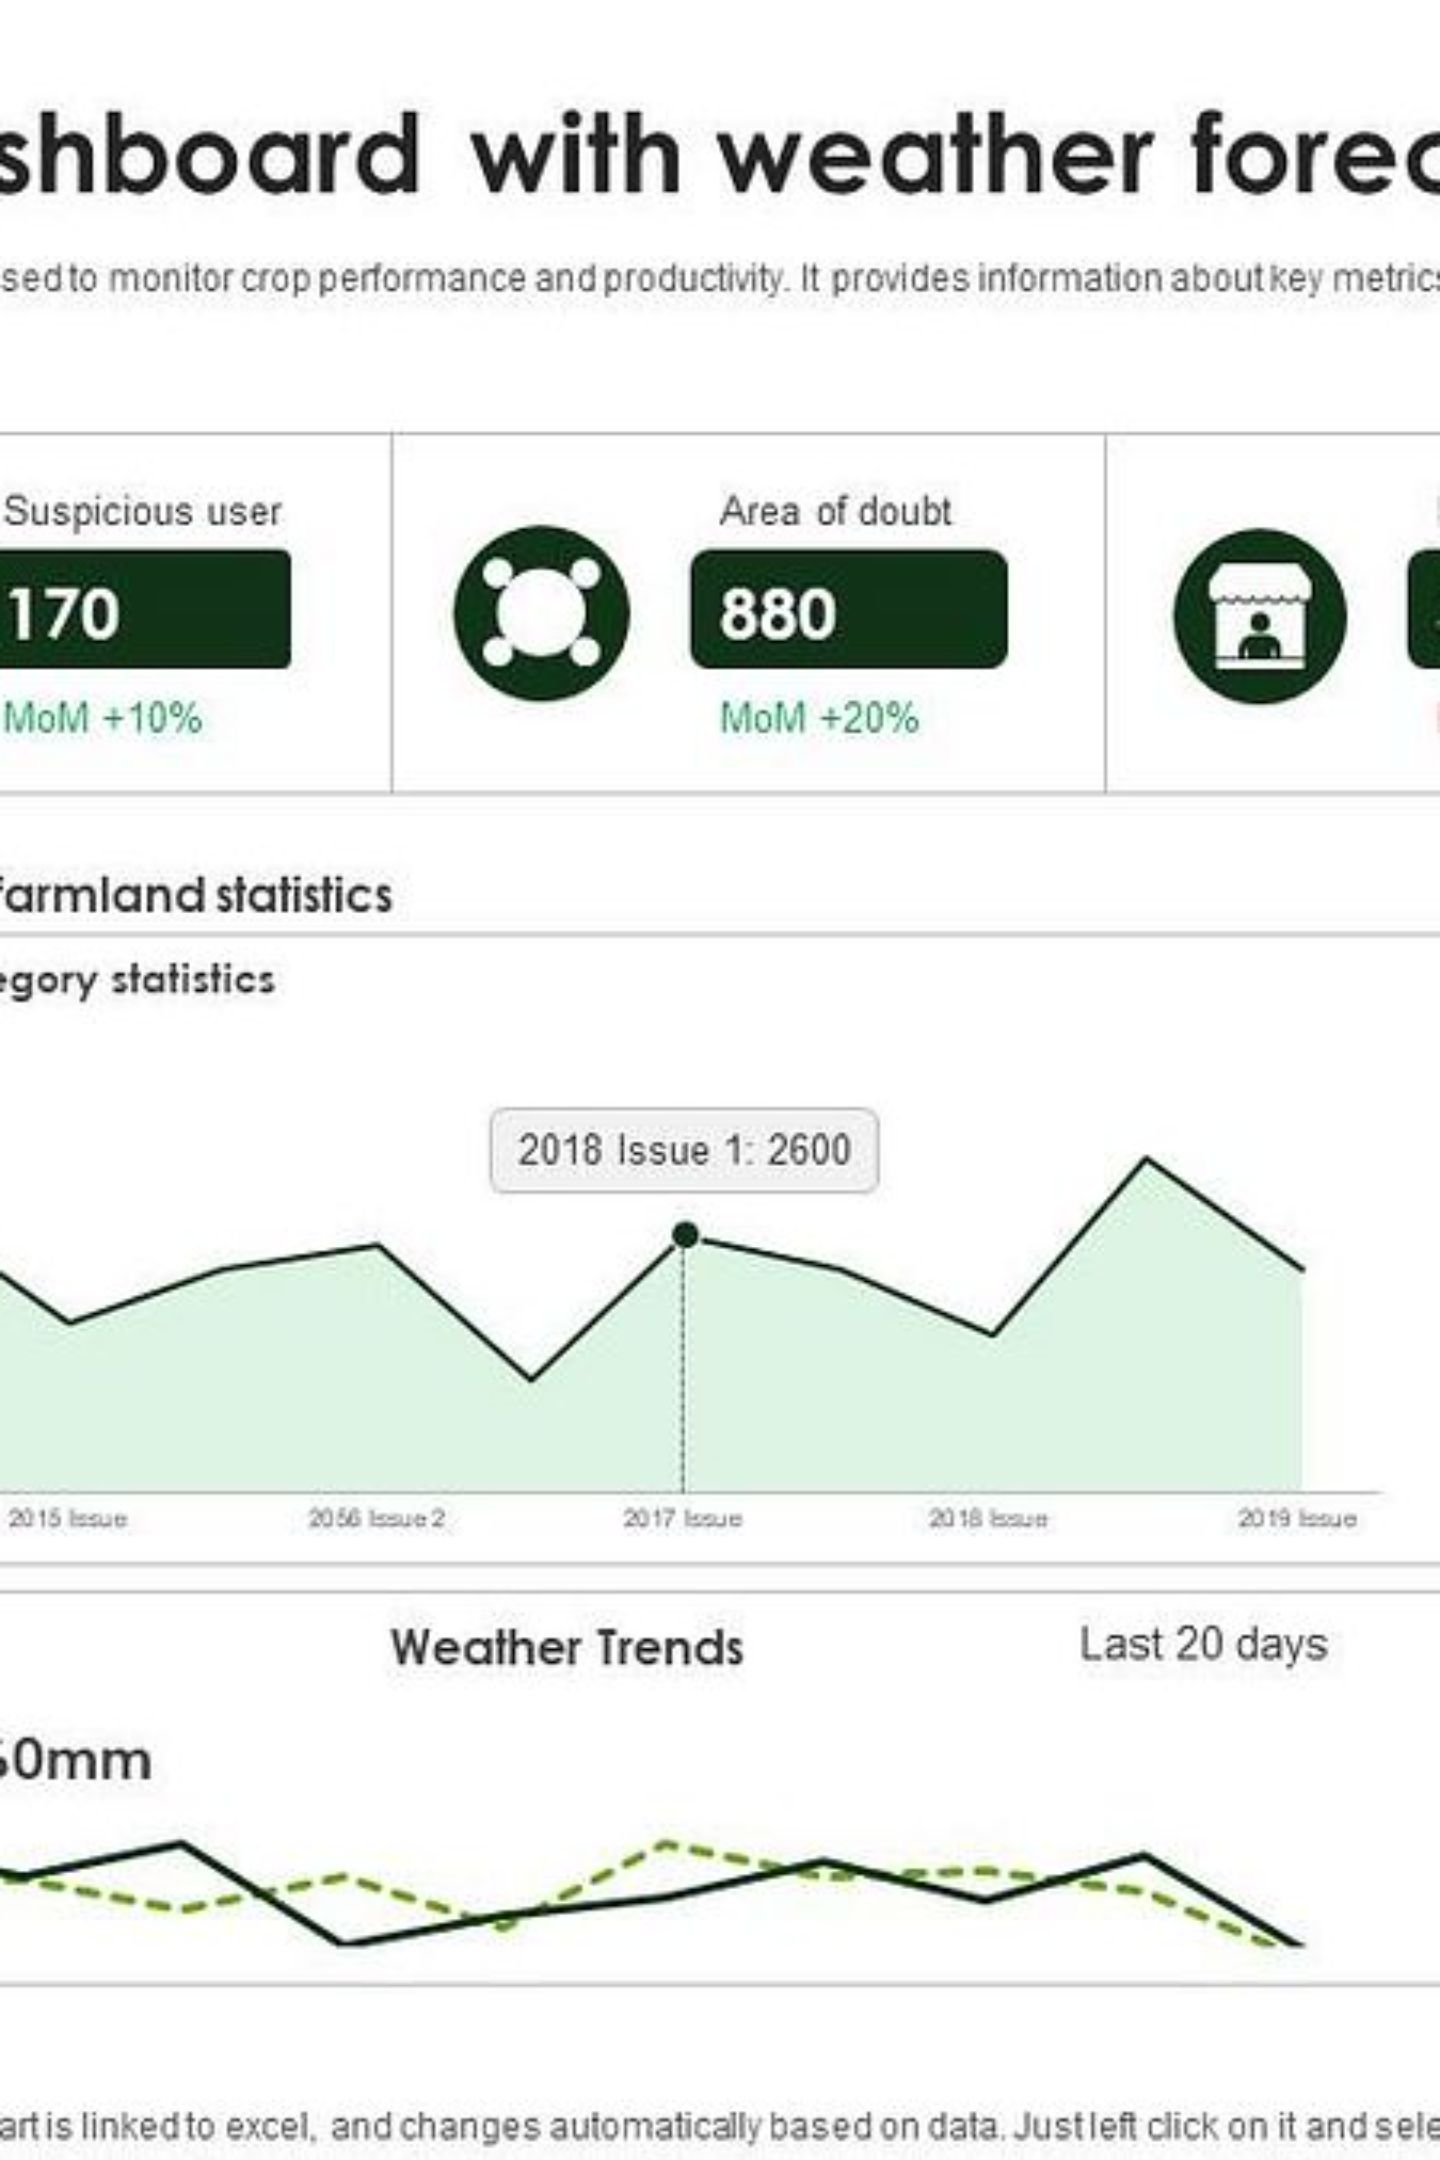 shboard with weather forec
sed to monitor crop performance and productivity. It provides information about key metrics
Suspicious user
170
MoM +10%
Area of doubt
880
MoM +20%
farmland statistics
egory statistics
2018 Issue 1: 2600
2015 Issue
2056 Issue 2
2017 Issue
2018 Issue
2019 Issue
Weather Trends
Last 20 days
60mm
art is linked to excel, and changes automatically based on data. Just left click on it and sele